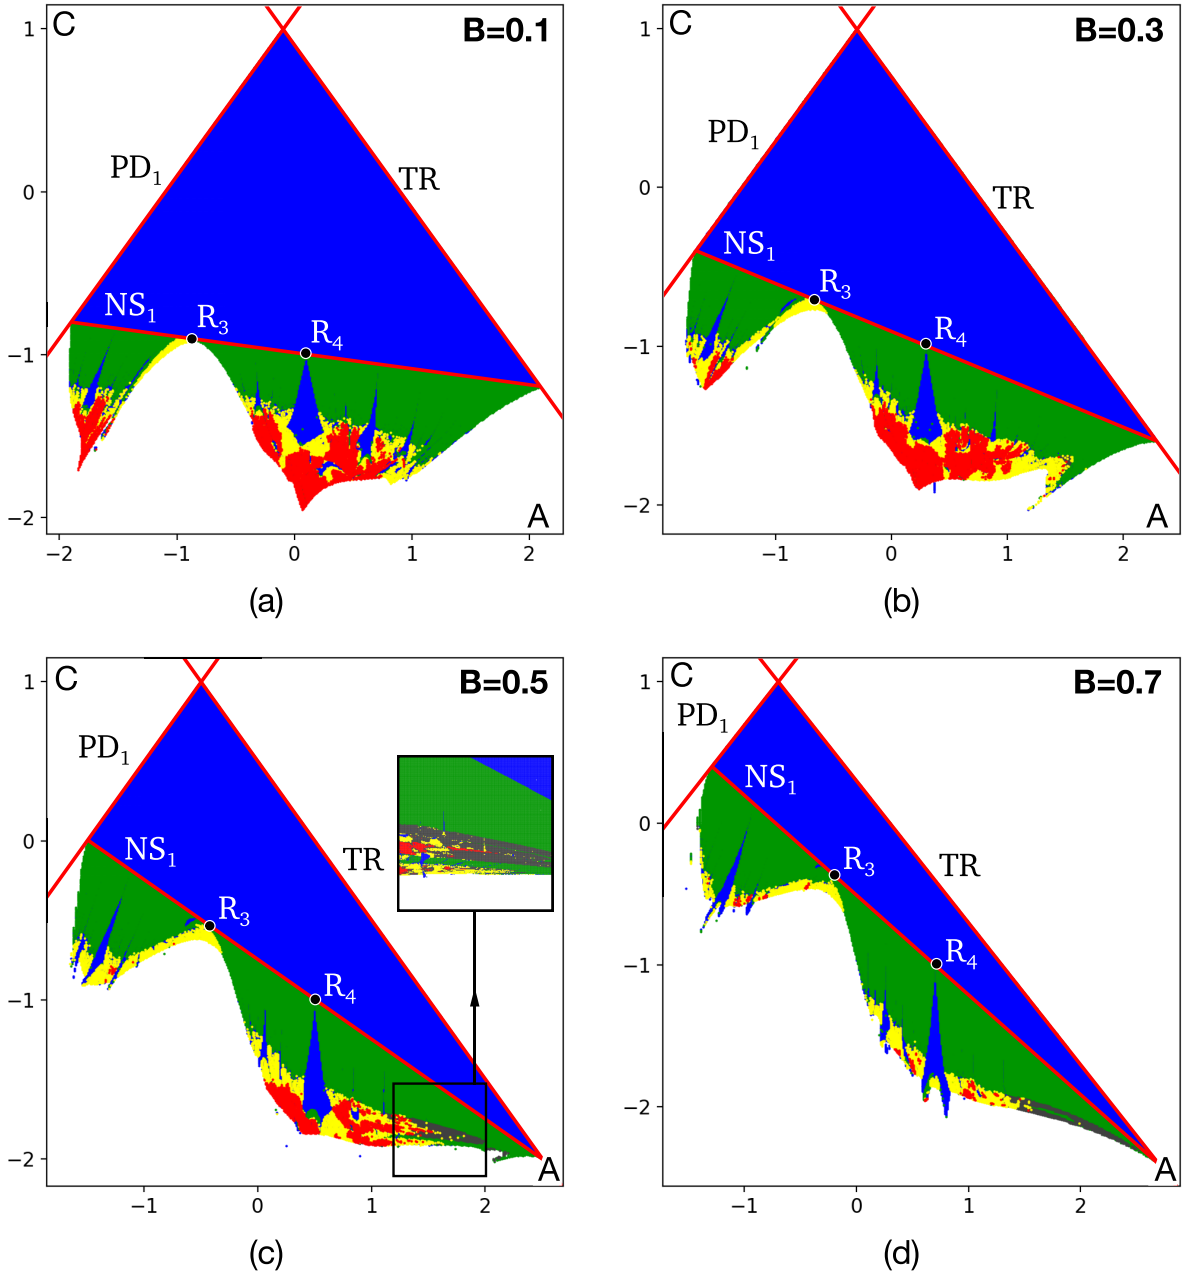 C
B=0.1
1
PD₁
TR
0
NS₁
R₃
R₄
−1
−2
A
−2 −1 0 1 2
(a)
C
B=0.3
1
PD₁
TR
0
NS₁
R₃
R₄
−1
−2
A
−1 0 1 2
(b)
C
B=0.5
1
PD₁
TR
0
NS₁
R₃
R₄
−1
−2
A
−1 0 1 2
(c)
C
B=0.7
1
PD₁
NS₁
0
R₃
TR
R₄
−1
−2
A
−1 0 1 2
(d)